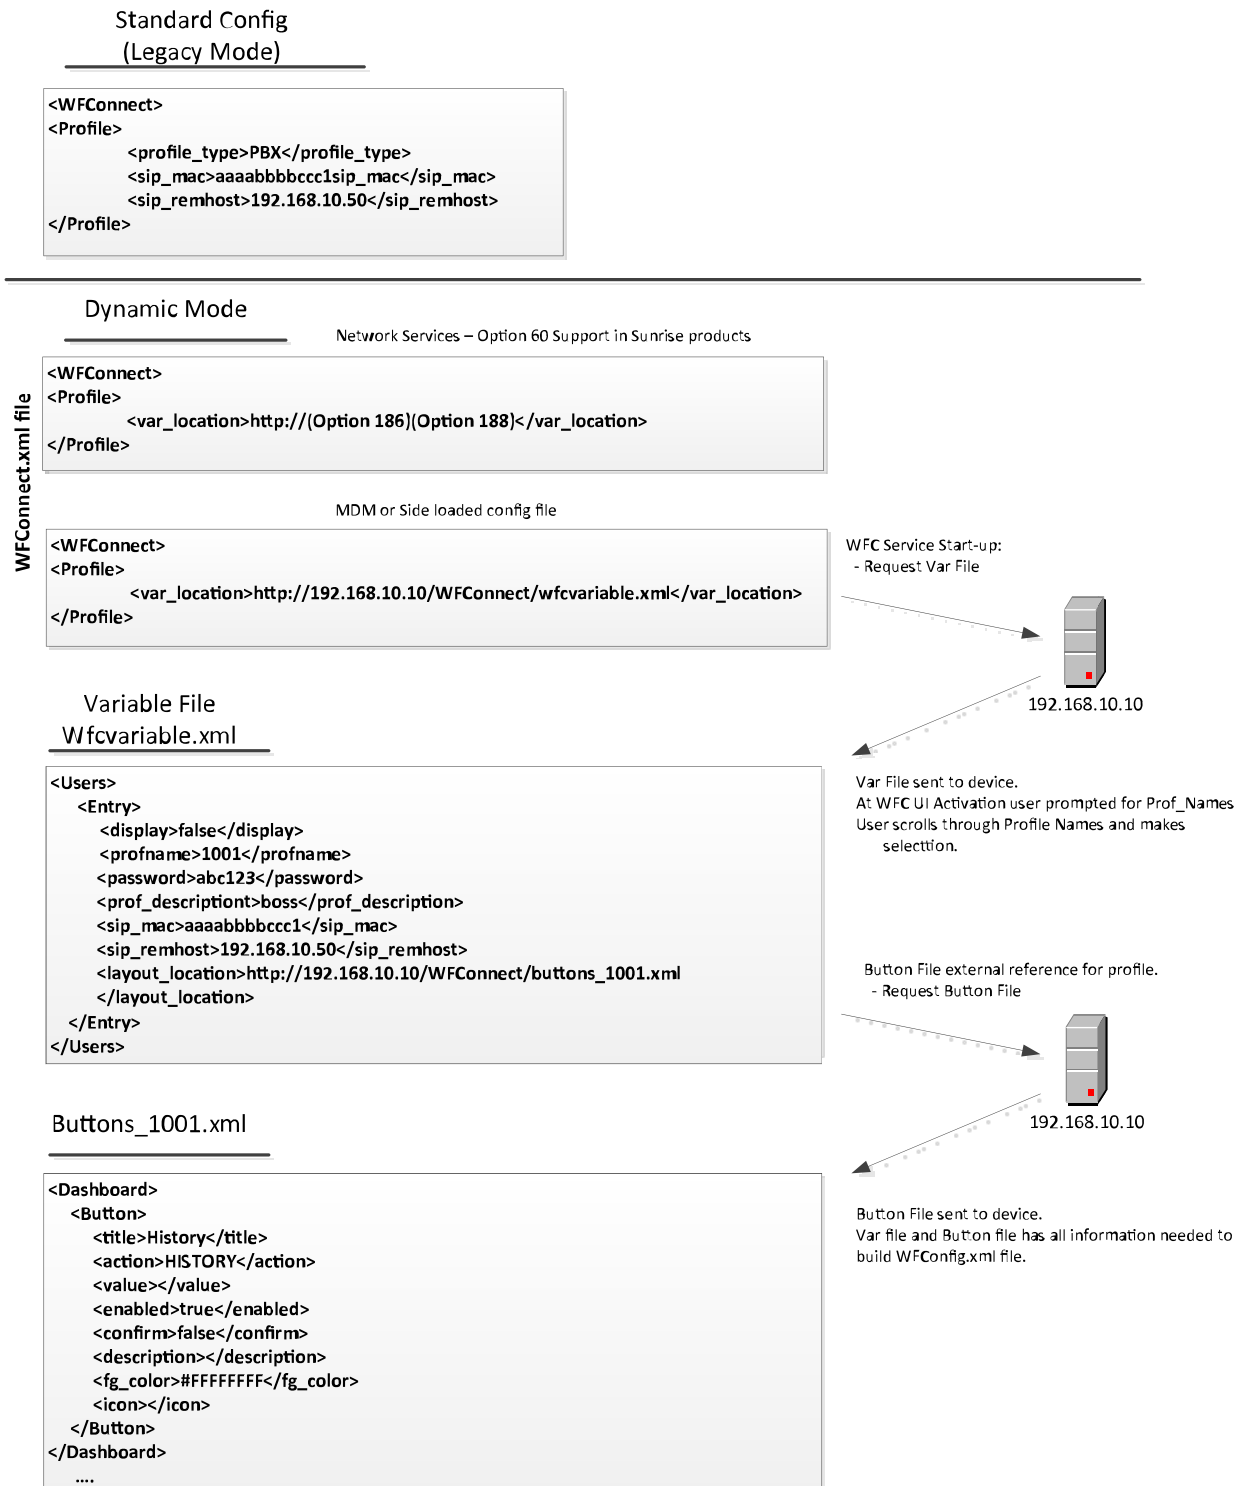 Standard Config
(Legacy Mode)
<WFConnect>
<Profile>
<profile_type>PBX</profile_type>
<sip_mac>aaaabbbbccc1sip_mac</sip_mac>
<sip_remhost>192.168.10.50</sip_remhost>
</Profile>
Dynamic Mode
Network Services – Option 60 Support in Sunrise products
WFConnect.xml file
<WFConnect>
<Profile>
<var_location>http://(Option 186)(Option 188)</var_location>
</Profile>
MDM or Side loaded config file
<WFConnect>
<Profile>
<var_location>http://192.168.10.10/WFConnect/wfcvariable.xml</var_location>
</Profile>
WFC Service Start-up:
- Request Var File
192.168.10.10
Variable File
Wfcvariable.xml
<Users>
<Entry>
<display>false</display>
<profname>1001</profname>
<password>abc123</password>
<prof_descriptiont>boss</prof_description>
<sip_mac>aaaabbbbccc1</sip_mac>
<sip_remhost>192.168.10.50</sip_remhost>
<layout_location>http://192.168.10.10/WFConnect/buttons_1001.xml
</layout_location>
</Entry>
</Users>
Var File sent to device.
At WFC UI Activation user prompted for Prof_Names
User scrolls through Profile Names and makes
selecttion.
Button File external reference for profile.
- Request Button File
192.168.10.10
Buttons_1001.xml
<Dashboard>
<Button>
<title>History</title>
<action>HISTORY</action>
<value></value>
<enabled>true</enabled>
<confirm>false</confirm>
<description></description>
<fg_color>#FFFFFFFF</fg_color>
<icon></icon>
</Button>
</Dashboard>
....
Button File sent to device.
Var file and Button file has all information needed to
build WFConfig.xml file.